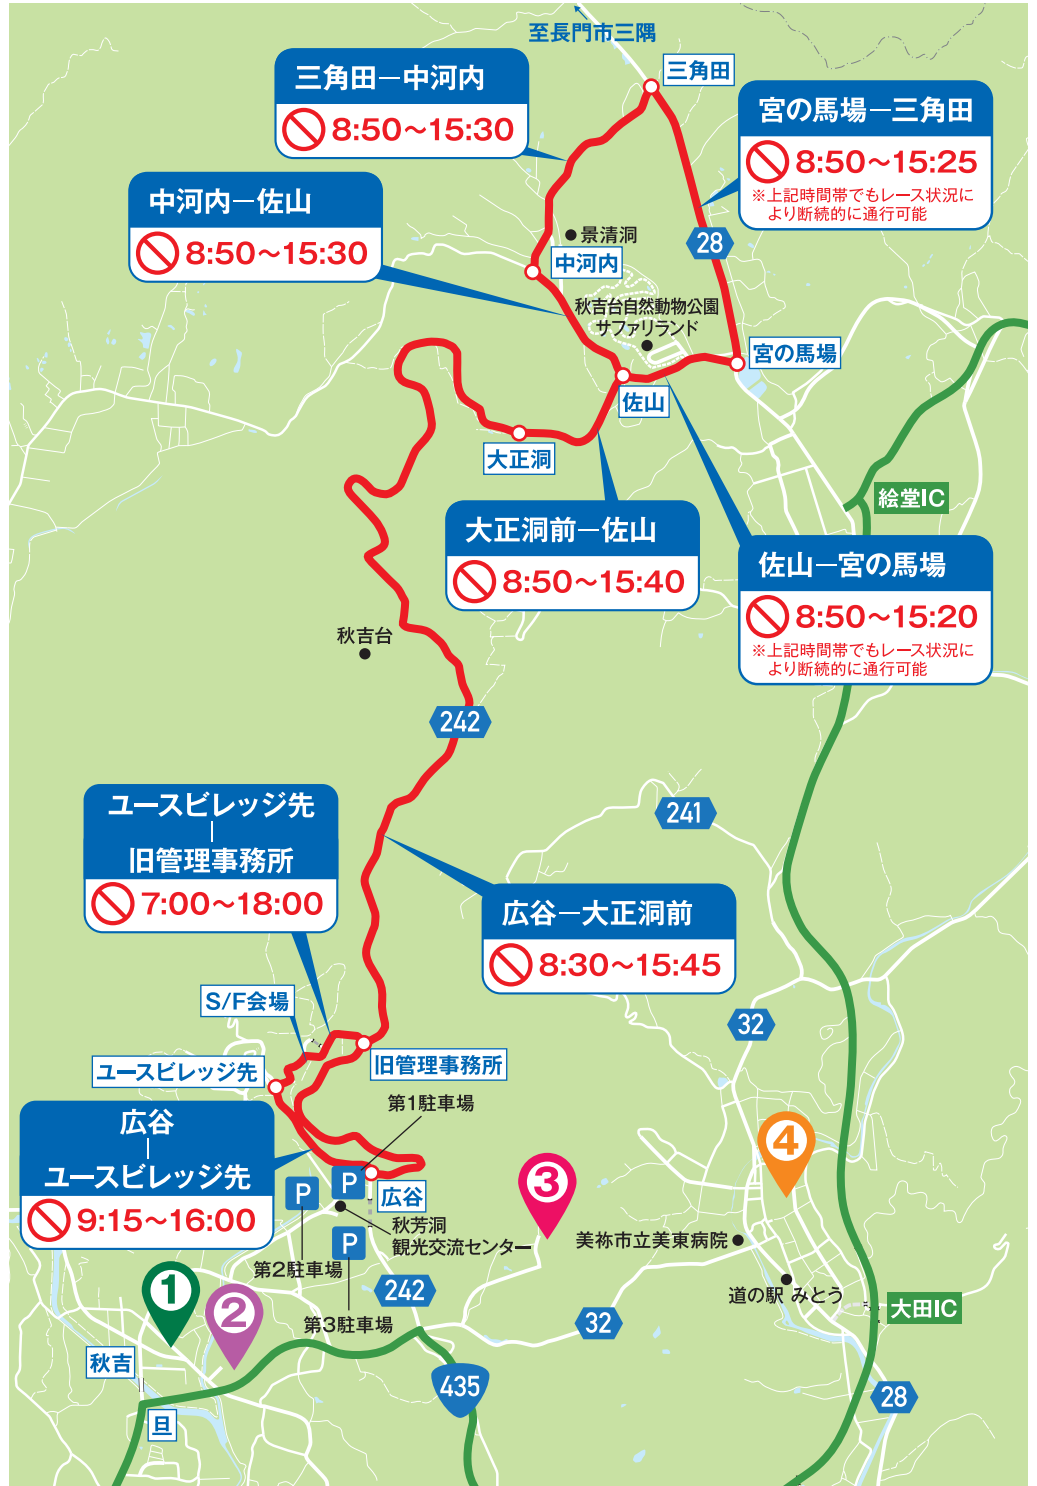 至長門市三隅
三角田
三角田―中河内
8:50〜15:30
宮の馬場―三角田
8:50〜15:25
※上記時間帯でもレース状況に
より断続的に通行可能
中河内―佐山
8:50〜15:30
景清洞
28
中河内
秋吉台自然動物公園
サファリランド
宮の馬場
佐山
大正洞
絵堂IC
大正洞前―佐山
8:50〜15:40
佐山―宮の馬場
8:50〜15:20
※上記時間帯でもレース状況に
より断続的に通行可能
秋吉台
242
ユースビレッジ先
―
旧管理事務所
7:00〜18:00
241
広谷―大正洞前
8:30〜15:45
S/F会場
32
旧管理事務所
ユースビレッジ先
第1駐車場
広谷
―
ユースビレッジ先
9:15〜16:00
4
3
P
P
広谷
秋芳洞
観光交流センター
P
美祢市立美東病院
第2駐車場
1
2
242
道の駅 みとう
大田IC
第3駐車場
32
秋吉
435
28
旦